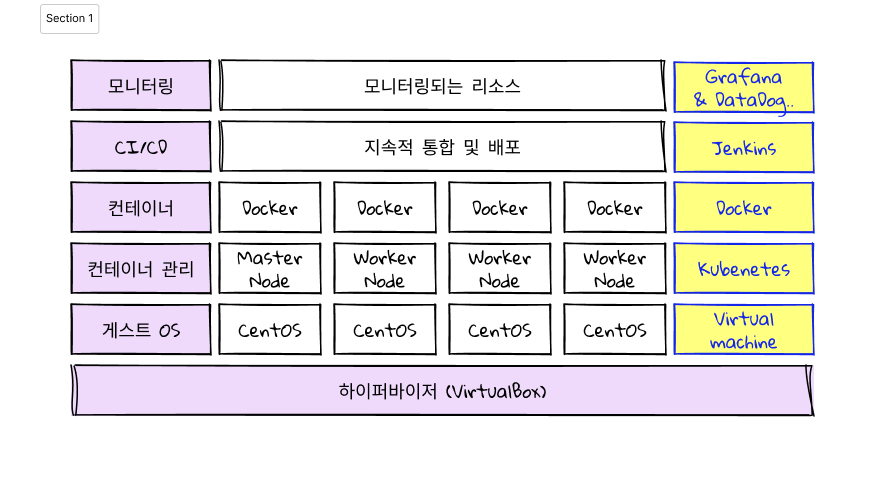 Section 1
모니터링
모니터링되는 리소스
Grafana
& DataDog..
CI/CD
지속적 통합 및 배포
Jenkins
컨테이너
Docker
Docker
Docker
Docker
Docker
컨테이너 관리
Master
Node
Worker
Node
Worker
Node
Worker
Node
Kubenetes
게스트 OS
CentOS
CentOS
CentOS
CentOS
Virtual
machine
하이퍼바이저 (VirtualBox)